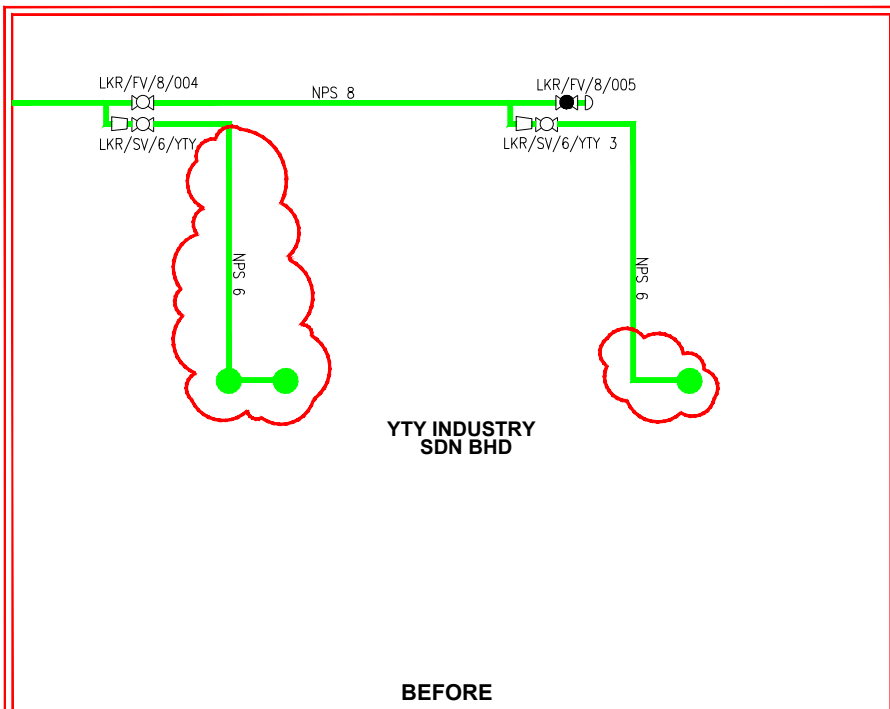 LKR/FV/8/004
NPS 8
LKR/FV/8/005
LKR/SV/6/YTY
LKR/SV/6/YTY 3
NPS 6
NPS 6
YTY INDUSTRY
SDN BHD
BEFORE